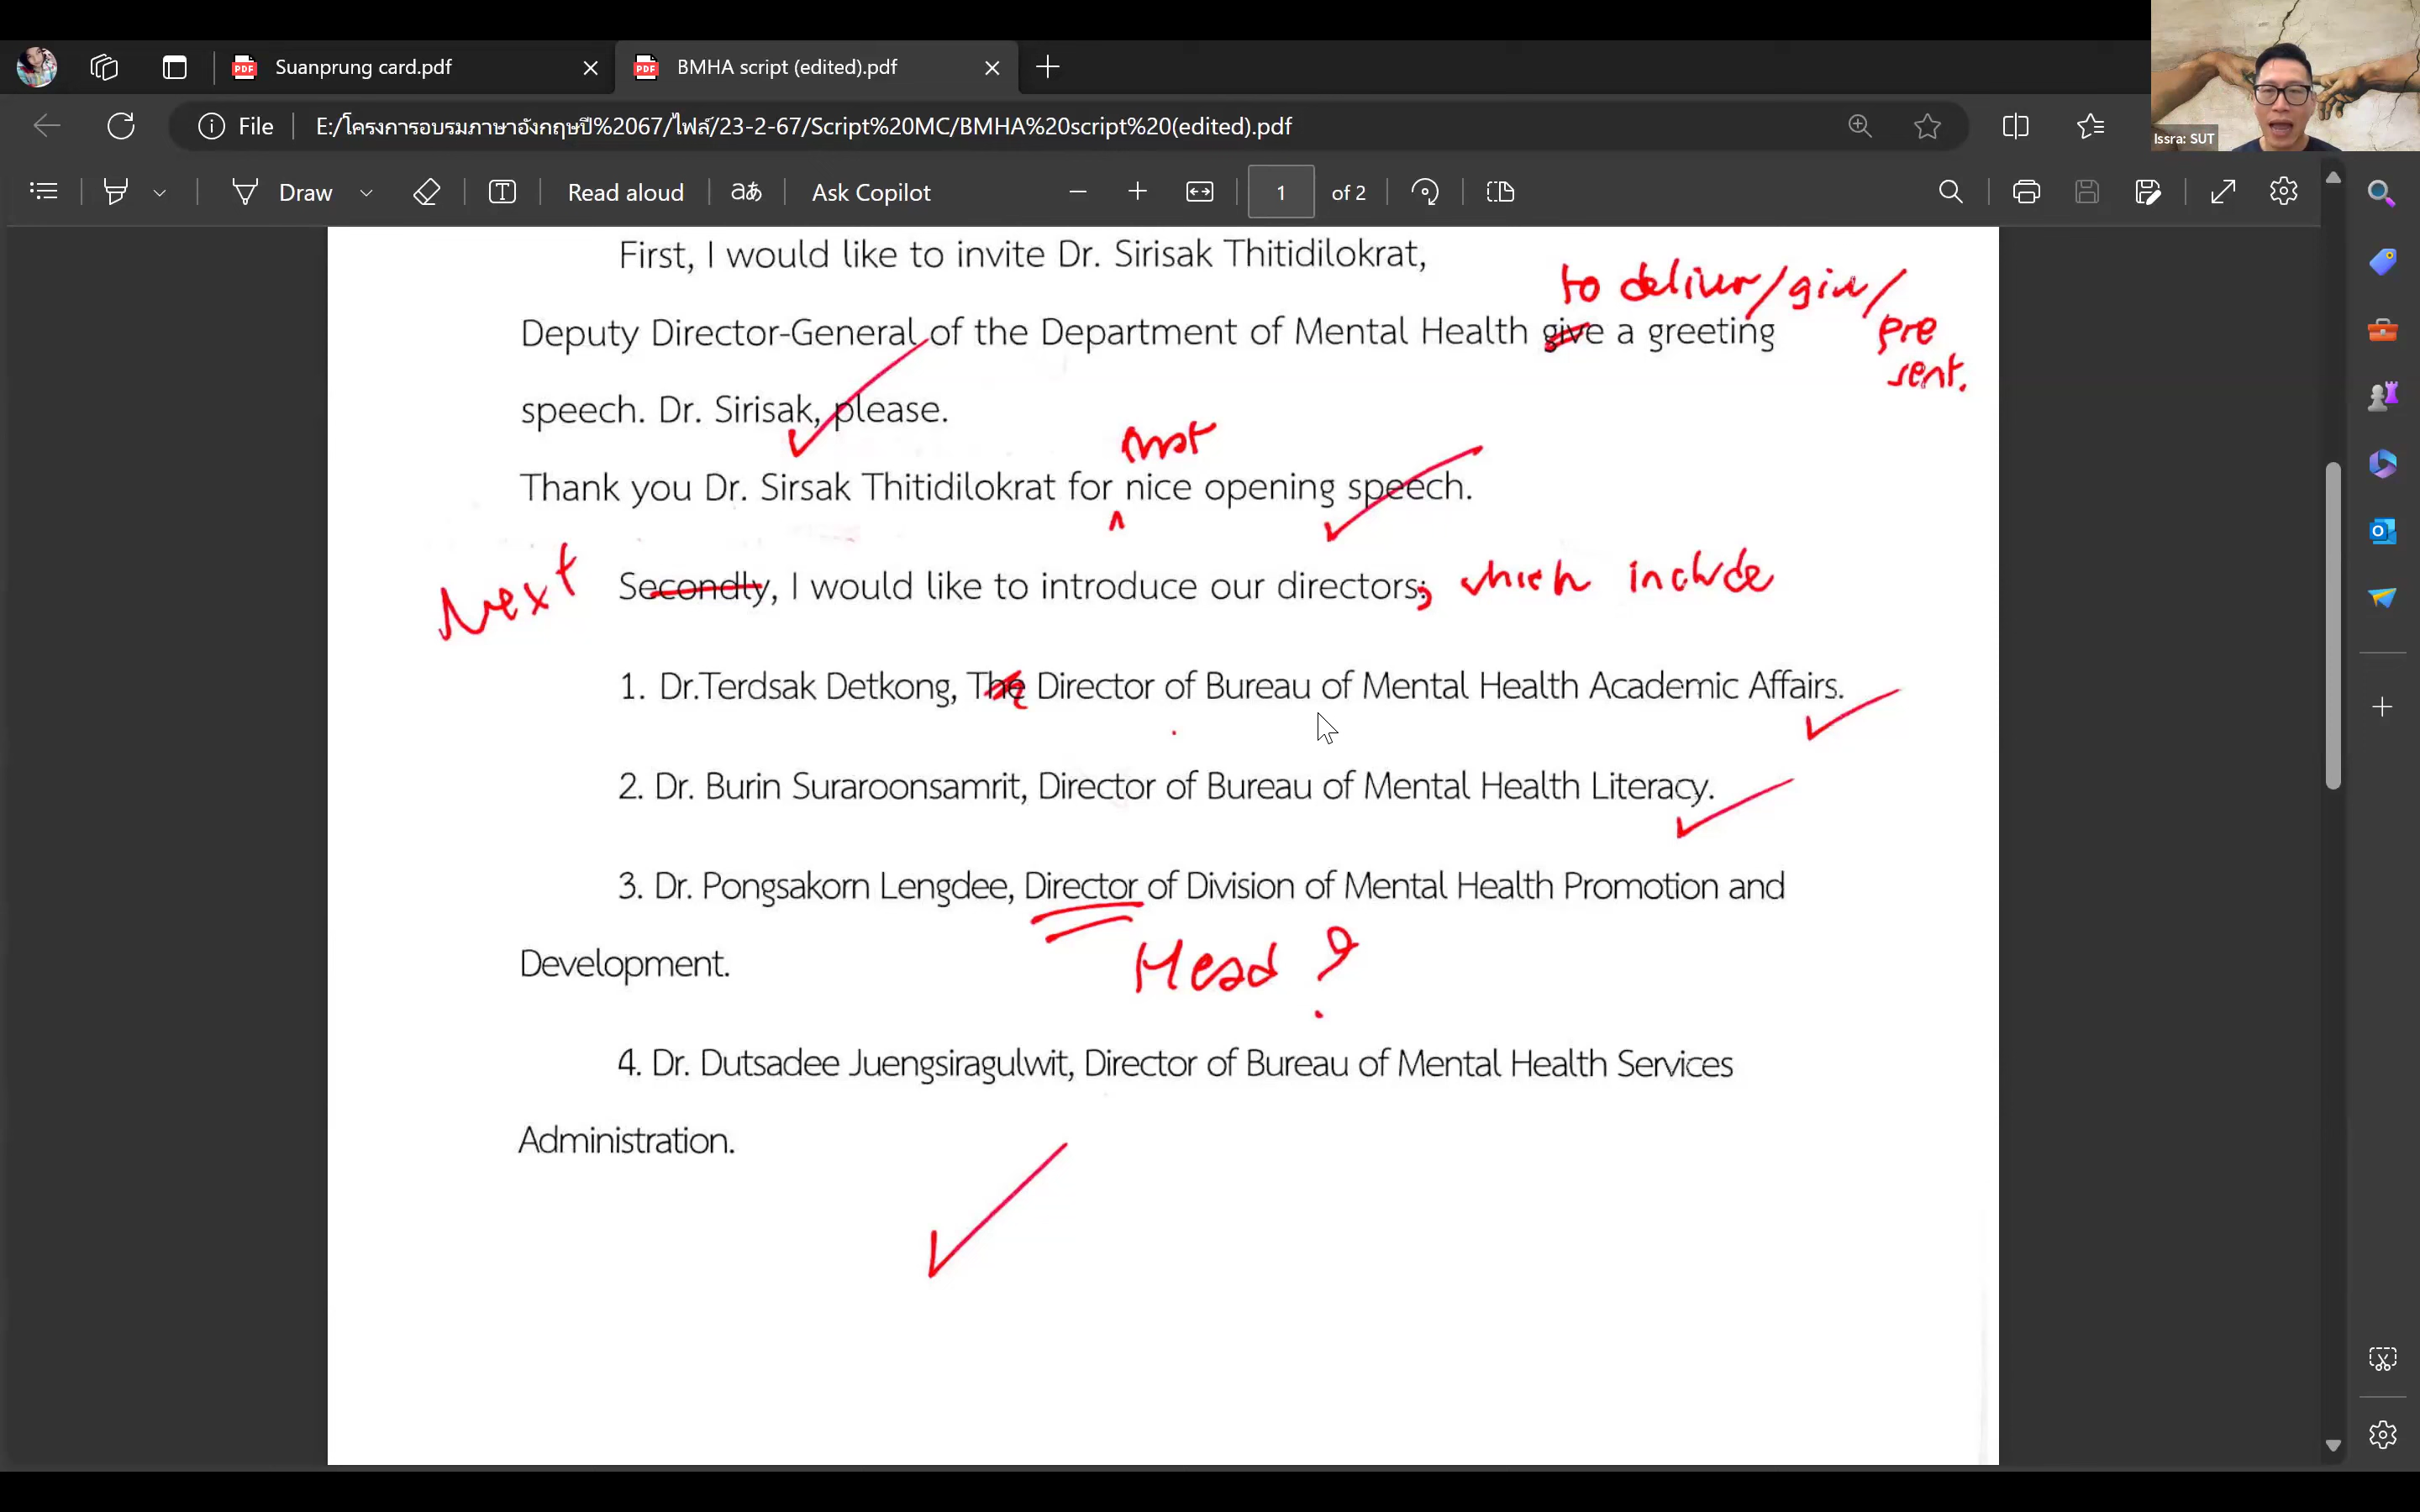 Suanprung card.pdf
BMHA script (edited).pdf
File
E:/โครงการอบรมภาษาอังกฤษปี%2067/ไฟล์/23-2-67/Script%20MC/BMHA%20script%20(edited).pdf
Issra: SUT
Draw
Read aloud
aあ
Ask Copilot
1
of 2
First, I would like to invite Dr. Sirisak Thitidilokrat,
to deliver/give/
Deputy Director-General of the Department of Mental Health give a greeting
pre
sent.
speech. Dr. Sirisak, please.
Thank you Dr. Sirsak Thitidilokrat for nice opening speech.
Next
Secondly, I would like to introduce our directors; which include
1. Dr.Terdsak Detkong, The Director of Bureau of Mental Health Academic Affairs.
2. Dr. Burin Suraroonsamrit, Director of Bureau of Mental Health Literacy.
3. Dr. Pongsakorn Lengdee, Director of Division of Mental Health Promotion and
Development.
Head ?
4. Dr. Dutsadee Juengsiragulwit, Director of Bureau of Mental Health Services
Administration.